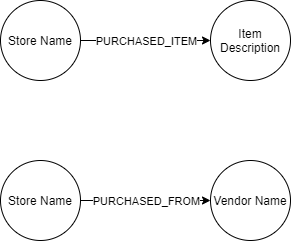 Store Name
PURCHASED_ITEM
Item
Description
Store Name
PURCHASED_FROM
Vendor Name